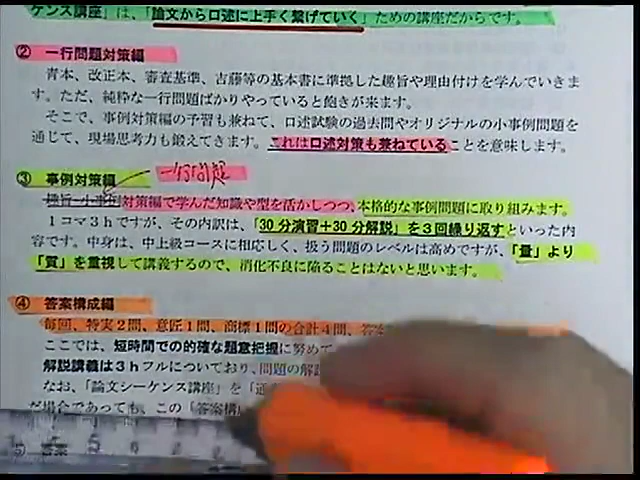 ケンス講座」は、「論文から口述に上手く繋げていく」ための講座だからです。
② 一行問題対策編
青本、改正本、審査基準、吉藤等の基本書に準拠した趣旨や理由付けを学んでいきま
す。ただ、純粋な一行問題ばかりやっていると飽きが来ます。
そこで、事例対策編の予習も兼ねて、口述試験の過去問やオリジナルの小事例問題を
通じて、現場思考力も鍛えてきます。これは口述対策も兼ねていることを意味します。
③ 事例対策編
一行問題
対策編で学んだ知識や型を活かしつつ、本格的な事例問題に取り組みます。
1コマ3hですが、その内訳は、「30分演習+30分解説」を3回繰り返すといった内
容です。中身は、中上級コースに相応しく、扱う問題のレベルは高めですが、「量」より
「質」を重視して講義するので、消化不良に陥ることはないと思います。
④ 答案構成編
毎回、特実2問、意匠1問、商標1問の合計4問、答案
ここでは、短時間での的確な題意把握に努めて
解説講義は3hフルについており、問題の解説
なお、「論文シーケンス講座」を「通
だ場合であっても、この「答案構
5) 答案